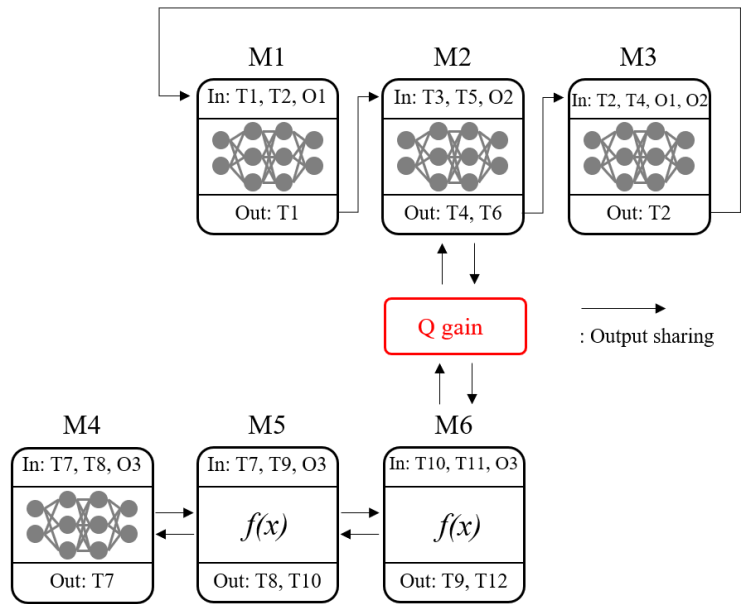 M1
M2
M3
In: T1, T2, O1
In: T3, T5, O2
In: T2, T4, O1, O2
Out: T1
Out: T4, T6
Out: T2
Q gain
: Output sharing
M4
M5
M6
In: T7, T8, O3
In: T7, T9, O3
In: T10, T11, O3
f(x)
f(x)
Out: T7
Out: T8, T10
Out: T9, T12